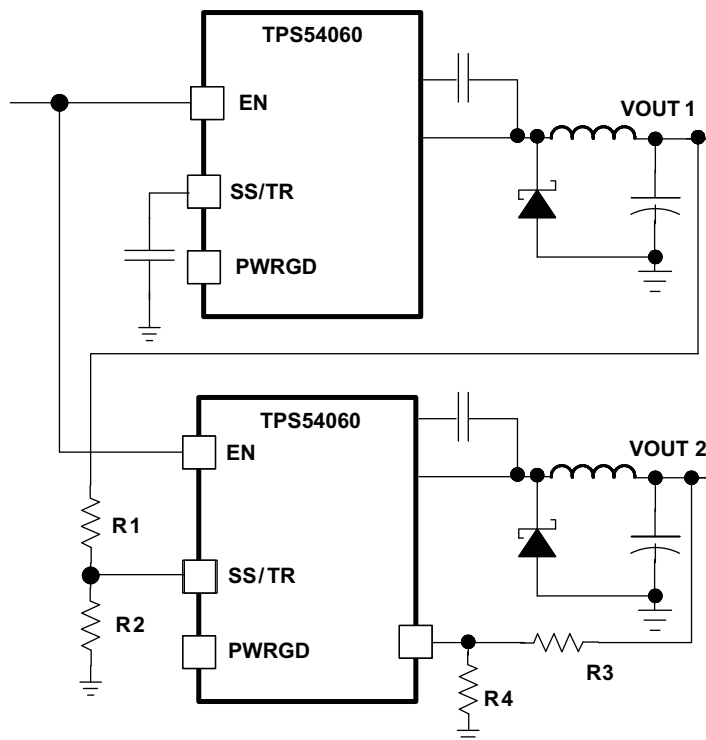 TPS54060
EN
VOUT 1
SS/TR
PWRGD
TPS54060
EN
VOUT 2
R1
SS/TR
R2
PWRGD
R3
R4